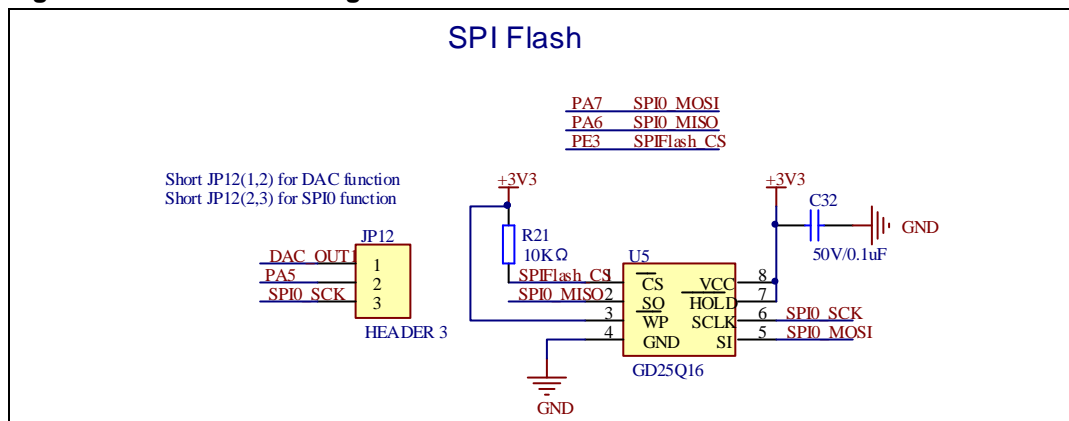 SPI Flash
PA7 SPI0_MOSI
PA6 SPI0_MISO
PE3 SPIFlash_CS
Short JP12(1,2) for DAC function
Short JP12(2,3) for SPI0 function
JP12
DAC_OUT1 1
PA5 2
SPI0_SCK 3
HEADER 3
+3V3
R21
10KΩ
+3V3
C32
50V/0.1uF
GND
U5
SPIFlash_CS 1 CS VCC 8
SPI0_MISO 2 SO HOLD 7
3 WP SCLK 6 SPI0_SCK
4 GND SI 5 SPI0_MOSI
GD25Q16
GND